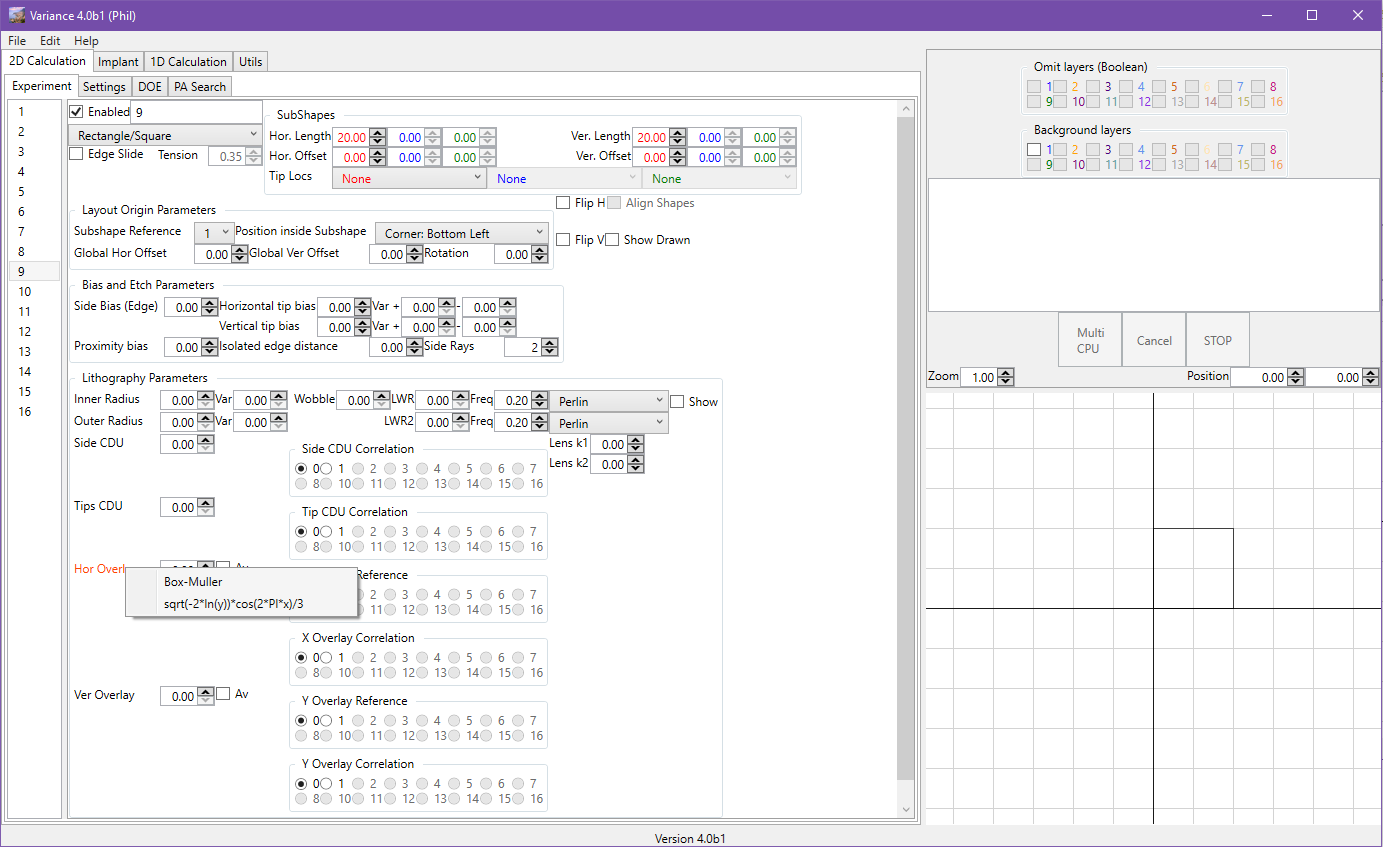 Variance 4.0b1 (Phil)
File Edit Help
2D Calculation Implant 1D Calculation Utils
Experiment Settings DOE PA Search
1
2
3
4
5
6
7
8
9
10
11
12
13
14
15
16
Enabled 9
Rectangle/Square
Edge Slide Tension 0.35
SubShapes
Hor. Length 20.00 0.00 0.00 Ver. Length 20.00 0.00 0.00
Hor. Offset 0.00 0.00 0.00 Ver. Offset 0.00 0.00 0.00
Tip Locs None None None
Flip H Align Shapes
Flip V Show Drawn
Layout Origin Parameters
Subshape Reference 1 Position inside Subshape Corner: Bottom Left
Global Hor Offset 0.00 Global Ver Offset 0.00 Rotation 0.00
Bias and Etch Parameters
Side Bias (Edge) 0.00 Horizontal tip bias 0.00 Var + 0.00 - 0.00
Vertical tip bias 0.00 Var + 0.00 - 0.00
Proximity bias 0.00 Isolated edge distance 0.00 Side Rays 2
Lithography Parameters
Inner Radius 0.00 Var 0.00 Wobble 0.00 LWR 0.00 Freq 0.20 Perlin Show
Outer Radius 0.00 Var 0.00 LWR2 0.00 Freq 0.20 Perlin
Side CDU 0.00 Lens k1 0.00
Lens k2 0.00
Side CDU Correlation
0 1 2 3 4 5 6 7
8 9 10 11 12 13 14 15 16
Tips CDU 0.00
Tip CDU Correlation
0 1 2 3 4 5 6 7
8 10 11 12 13 14 15 16
Hor Overl
Box-Muller
sqrt(-2*ln(y))*cos(2*PI*x)/3
Reference
2 3 4 5 6 7
11 12 13 14 15 16
X Overlay Correlation
0 1 2 3 4 5 6 7
8 10 11 12 13 14 15 16
Ver Overlay 0.00 Av
Y Overlay Reference
0 1 2 3 4 5 6 7
8 10 11 12 13 14 15 16
Y Overlay Correlation
0 1 2 3 4 5 6 7
8 10 11 12 13 14 15 16
Omit layers (Boolean)
1 2 3 4 5 6 7 8
9 10 11 12 13 14 15 16
Background layers
1 2 3 4 5 6 7 8
9 10 11 12 13 14 15 16
Multi
CPU
Cancel STOP
Zoom 1.00 Position 0.00 0.00
Version 4.0b1